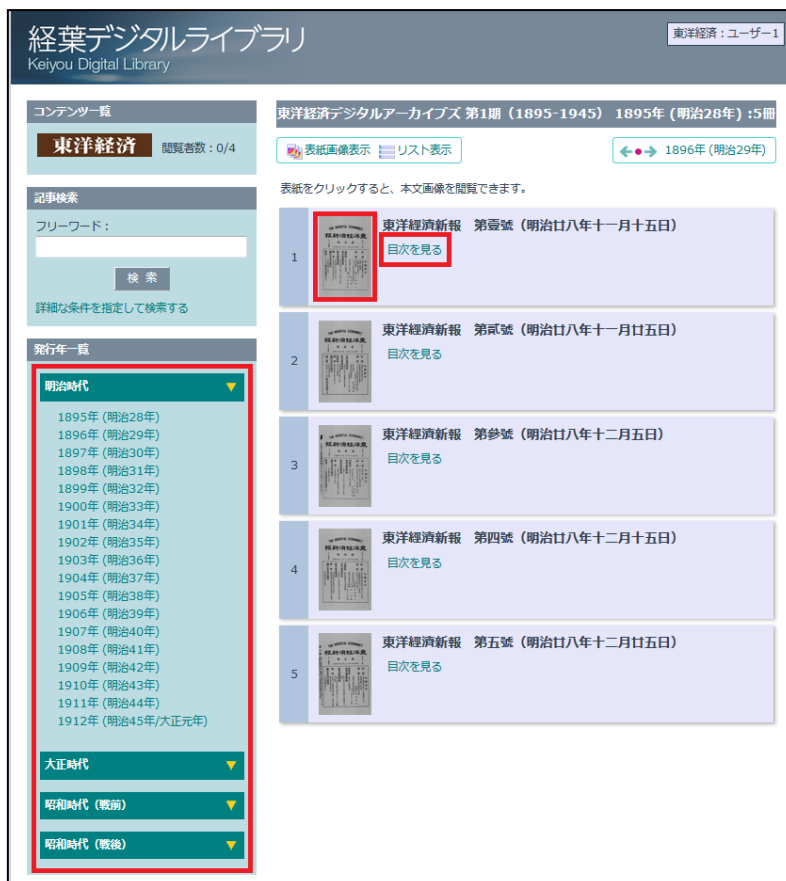 経葉デジタルライブラリ
Keiyou Digital Library
東洋経済：ユーザー1
コンテンツ一覧
東洋経済 閲覧者数：0/4
記事検索
フリーワード：
検 索
詳細な条件を指定して検索する
発行年一覧
明治時代
1895年 (明治28年)
1896年 (明治29年)
1897年 (明治30年)
1898年 (明治31年)
1899年 (明治32年)
1900年 (明治33年)
1901年 (明治34年)
1902年 (明治35年)
1903年 (明治36年)
1904年 (明治37年)
1905年 (明治38年)
1906年 (明治39年)
1907年 (明治40年)
1908年 (明治41年)
1909年 (明治42年)
1910年 (明治43年)
1911年 (明治44年)
1912年 (明治45年/大正元年)
大正時代
昭和時代（戦前）
昭和時代（戦後）
東洋経済デジタルアーカイブズ 第1期（1895-1945） 1895年 (明治28年) :5冊
表紙画像表示 リスト表示
1896年 (明治29年)
表紙をクリックすると、本文画像を閲覧できます。
1
東洋經濟新報 第壹號（明治廿八年十一月十五日）
目次を見る
2
東洋經濟新報 第貳號（明治廿八年十一月廿五日）
目次を見る
3
東洋經濟新報 第參號（明治廿八年十二月五日）
目次を見る
4
東洋經濟新報 第四號（明治廿八年十二月十五日）
目次を見る
5
東洋經濟新報 第五號（明治廿八年十二月廿五日）
目次を見る